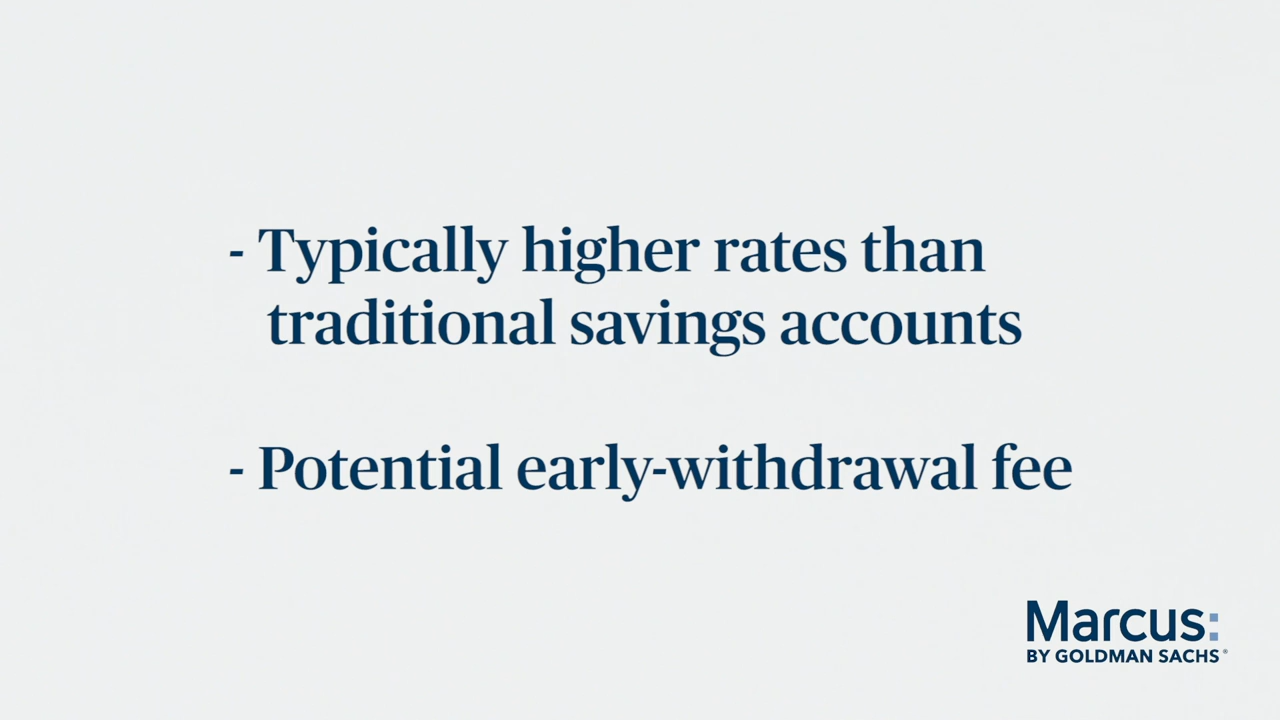 - Typically higher rates than
traditional savings accounts
- Potential early-withdrawal fee
Marcus:
BY GOLDMAN SACHS®